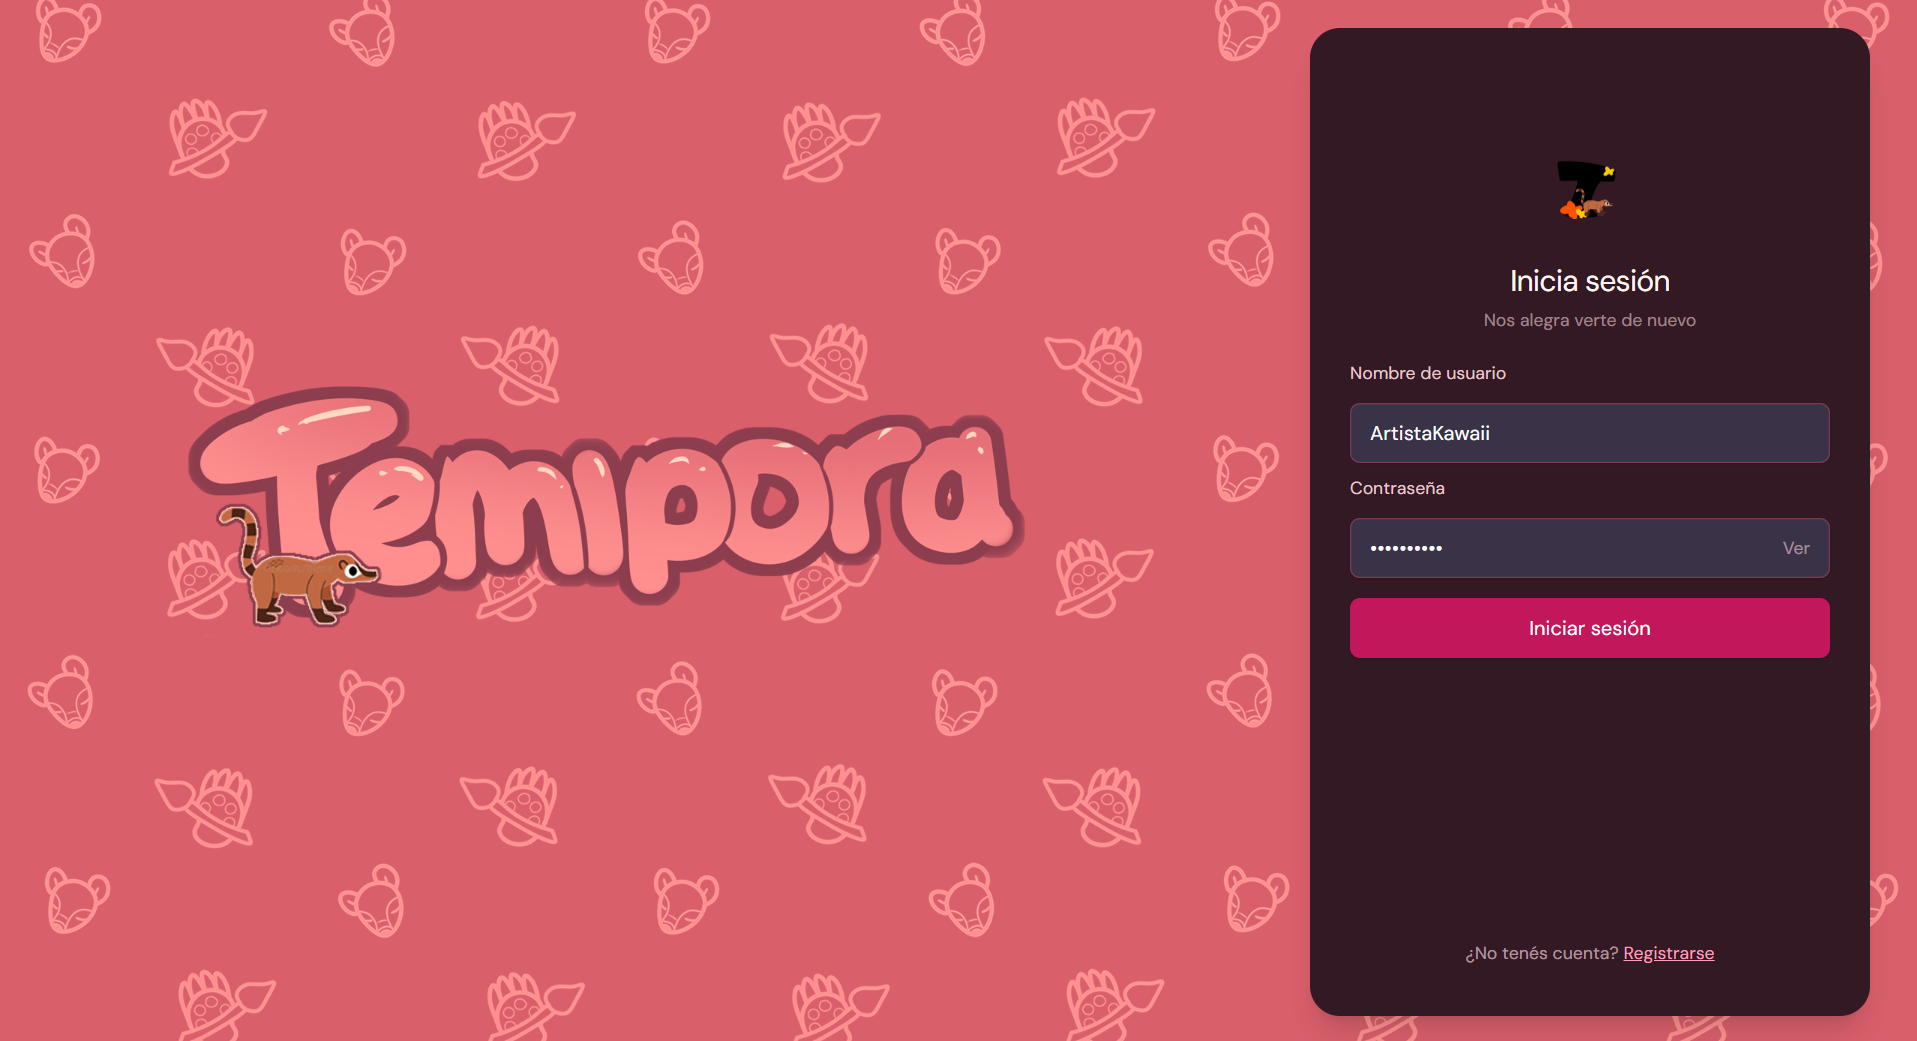 Temipora
T
Inicia sesión
Nos alegra verte de nuevo
Nombre de usuario
ArtistaKawaii
Contraseña
•••••••••• Ver
Iniciar sesión
¿No tenés cuenta? Registrarse